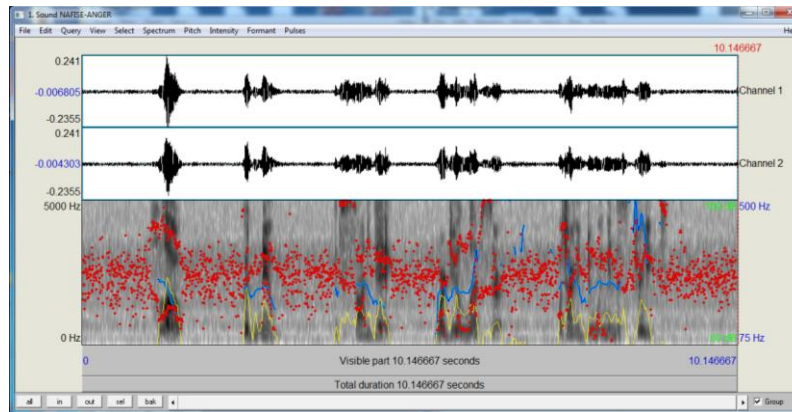 1. Sound NAFISE-ANGER
File Edit Query View Select Spectrum Pitch Intensity Formant Pulses He
10.146667
0.241
-0.006805 Channel 1
-0.2355
0.241
-0.004303 Channel 2
-0.2355
5000 Hz 500 Hz
0 Hz 75 Hz
0 Visible part 10.146667 seconds 10.146667
Total duration 10.146667 seconds
all in out sel bak Group